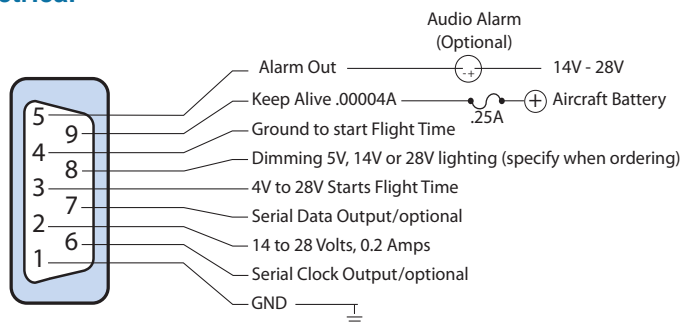 Audio Alarm
(Optional)
Alarm Out - + 14V - 28V
5 Keep Alive .00004A + Aircraft Battery
9 .25A
4 Ground to start Flight Time
8 Dimming 5V, 14V or 28V lighting (specify when ordering)
3 4V to 28V Starts Flight Time
7 Serial Data Output/optional
2 14 to 28 Volts, 0.2 Amps
6 Serial Clock Output/optional
1
GND